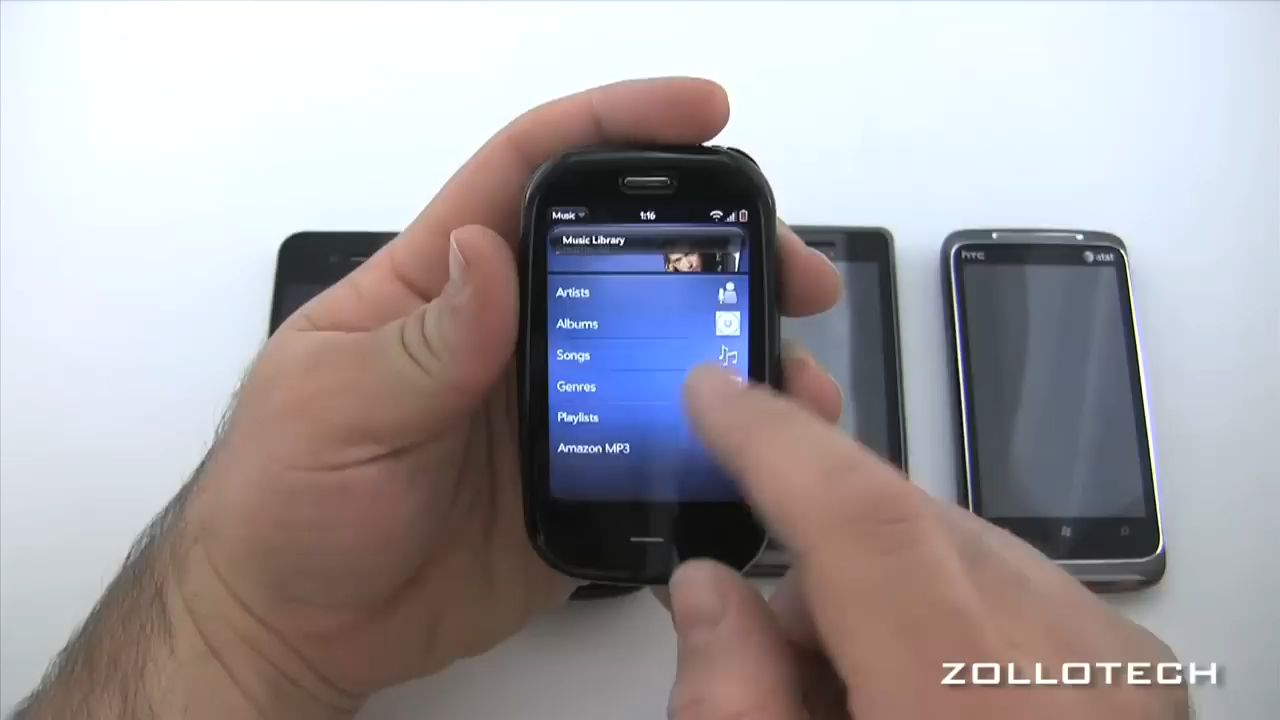 Music
1:16
Music Library
Artists
Albums
Songs
Genres
Playlists
Amazon MP3
hTC
at&t
ZOLLOTECH